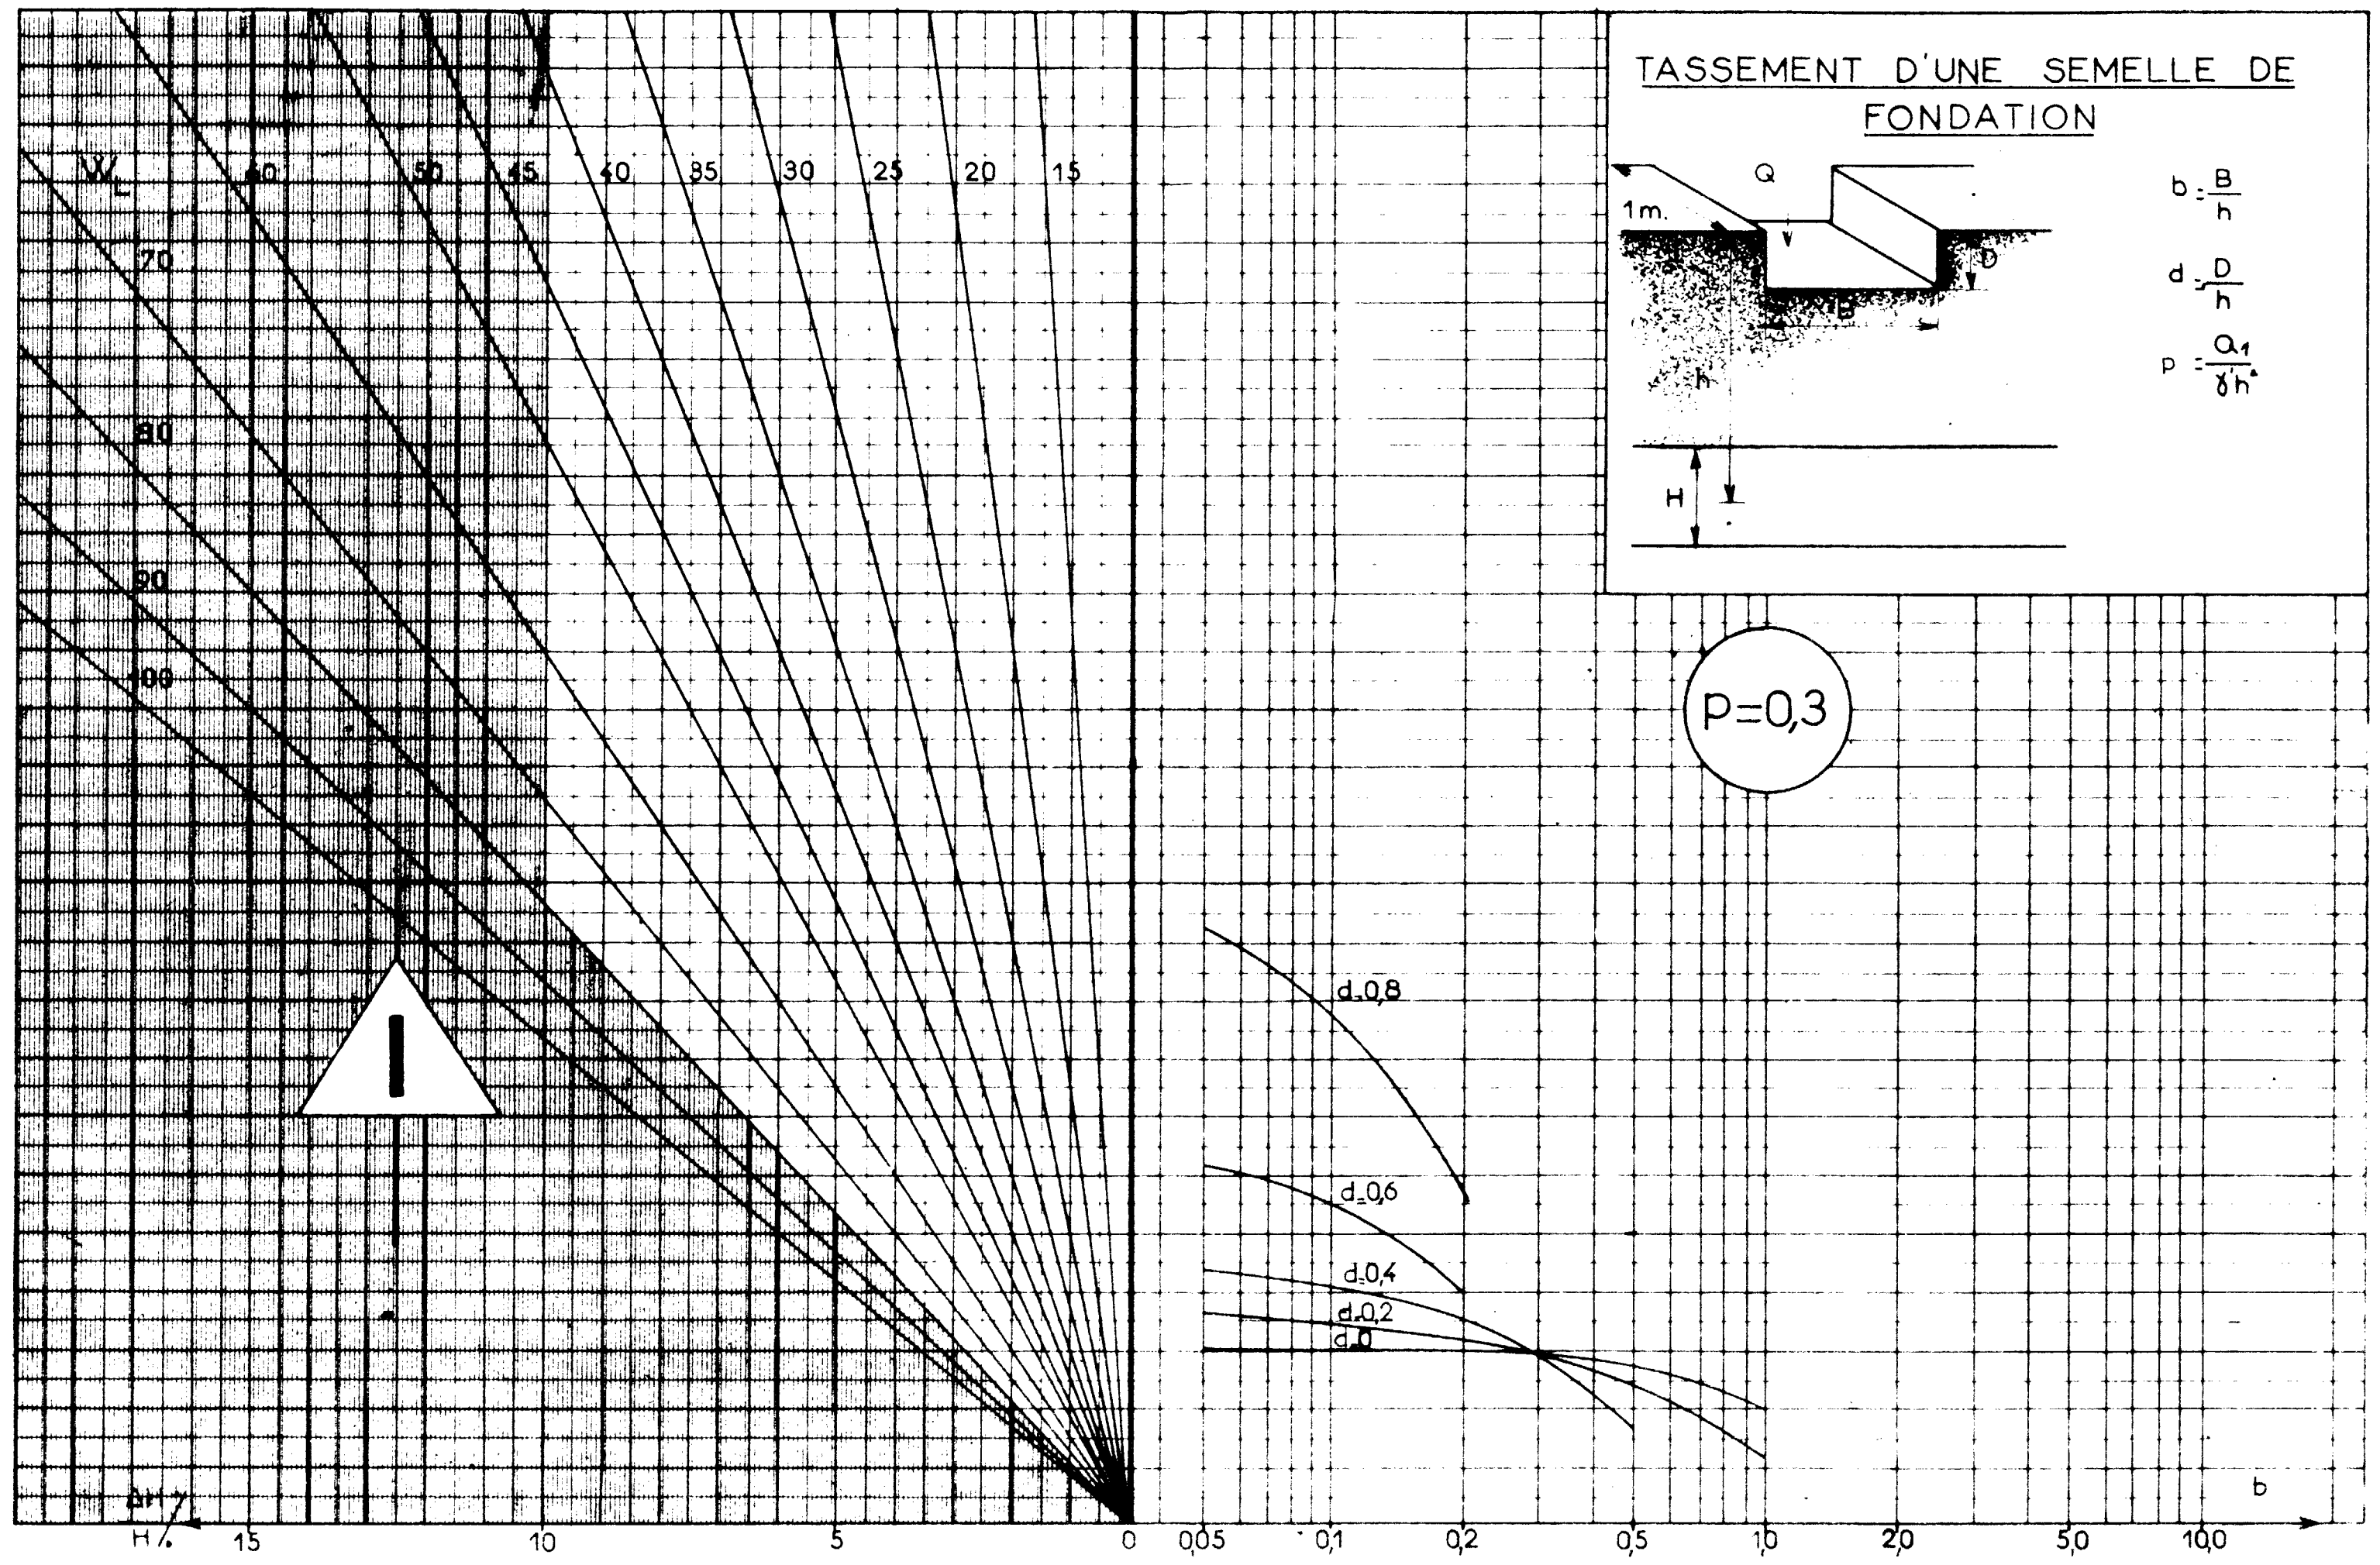 TASSEMENT D'UNE SEMELLE DE
FONDATION
Q
1m.
D
B
h
H
b = B/h
d = D/h
p = Q1/γ'h²
p=0,3
WL
60 50 45 40 35 30 25 20 15
70
80
90
100
d=0,8
d=0,6
d=0,4
d=0,2
d=0
b
ΔH/H %
15 10 5 0 0,05 0,1 0,2 0,5 1,0 2,0 5,0 10,0